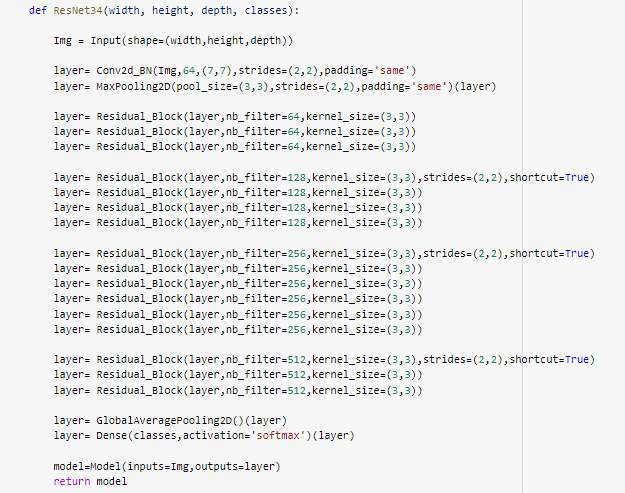 def ResNet34(width, height, depth, classes):
Img = Input(shape=(width,height,depth))
layer= Conv2d_BN(Img,64,(7,7),strides=(2,2),padding='same')
layer= MaxPooling2D(pool_size=(3,3),strides=(2,2),padding='same')(layer)
layer= Residual_Block(layer,nb_filter=64,kernel_size=(3,3))
layer= Residual_Block(layer,nb_filter=64,kernel_size=(3,3))
layer= Residual_Block(layer,nb_filter=64,kernel_size=(3,3))
layer= Residual_Block(layer,nb_filter=128,kernel_size=(3,3),strides=(2,2),shortcut=True)
layer= Residual_Block(layer,nb_filter=128,kernel_size=(3,3))
layer= Residual_Block(layer,nb_filter=128,kernel_size=(3,3))
layer= Residual_Block(layer,nb_filter=128,kernel_size=(3,3))
layer= Residual_Block(layer,nb_filter=256,kernel_size=(3,3),strides=(2,2),shortcut=True)
layer= Residual_Block(layer,nb_filter=256,kernel_size=(3,3))
layer= Residual_Block(layer,nb_filter=256,kernel_size=(3,3))
layer= Residual_Block(layer,nb_filter=256,kernel_size=(3,3))
layer= Residual_Block(layer,nb_filter=256,kernel_size=(3,3))
layer= Residual_Block(layer,nb_filter=256,kernel_size=(3,3))
layer= Residual_Block(layer,nb_filter=512,kernel_size=(3,3),strides=(2,2),shortcut=True)
layer= Residual_Block(layer,nb_filter=512,kernel_size=(3,3))
layer= Residual_Block(layer,nb_filter=512,kernel_size=(3,3))
layer= GlobalAveragePooling2D()(layer)
layer= Dense(classes,activation='softmax')(layer)
model=Model(inputs=Img,outputs=layer)
return model